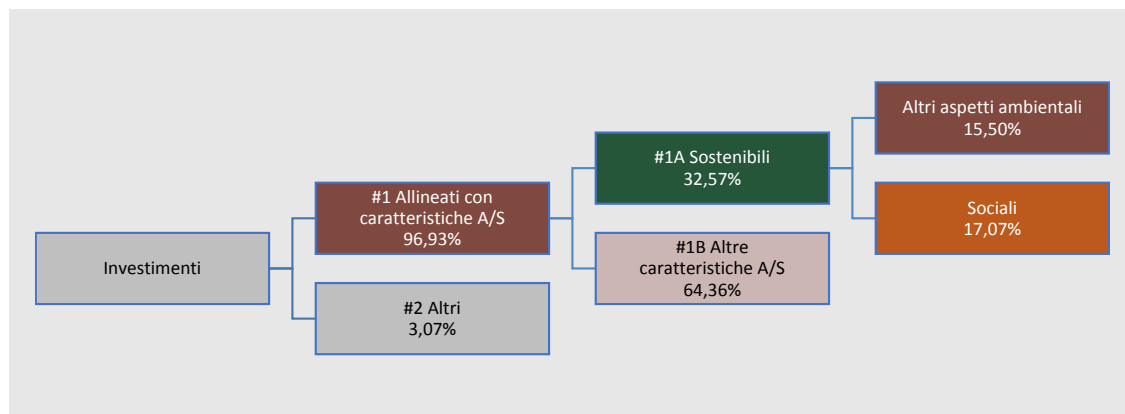 Investimenti
#1 Allineati con
caratteristiche A/S
96,93%
#2 Altri
3,07%
#1A Sostenibili
32,57%
#1B Altre
caratteristiche A/S
64,36%
Altri aspetti ambientali
15,50%
Sociali
17,07%